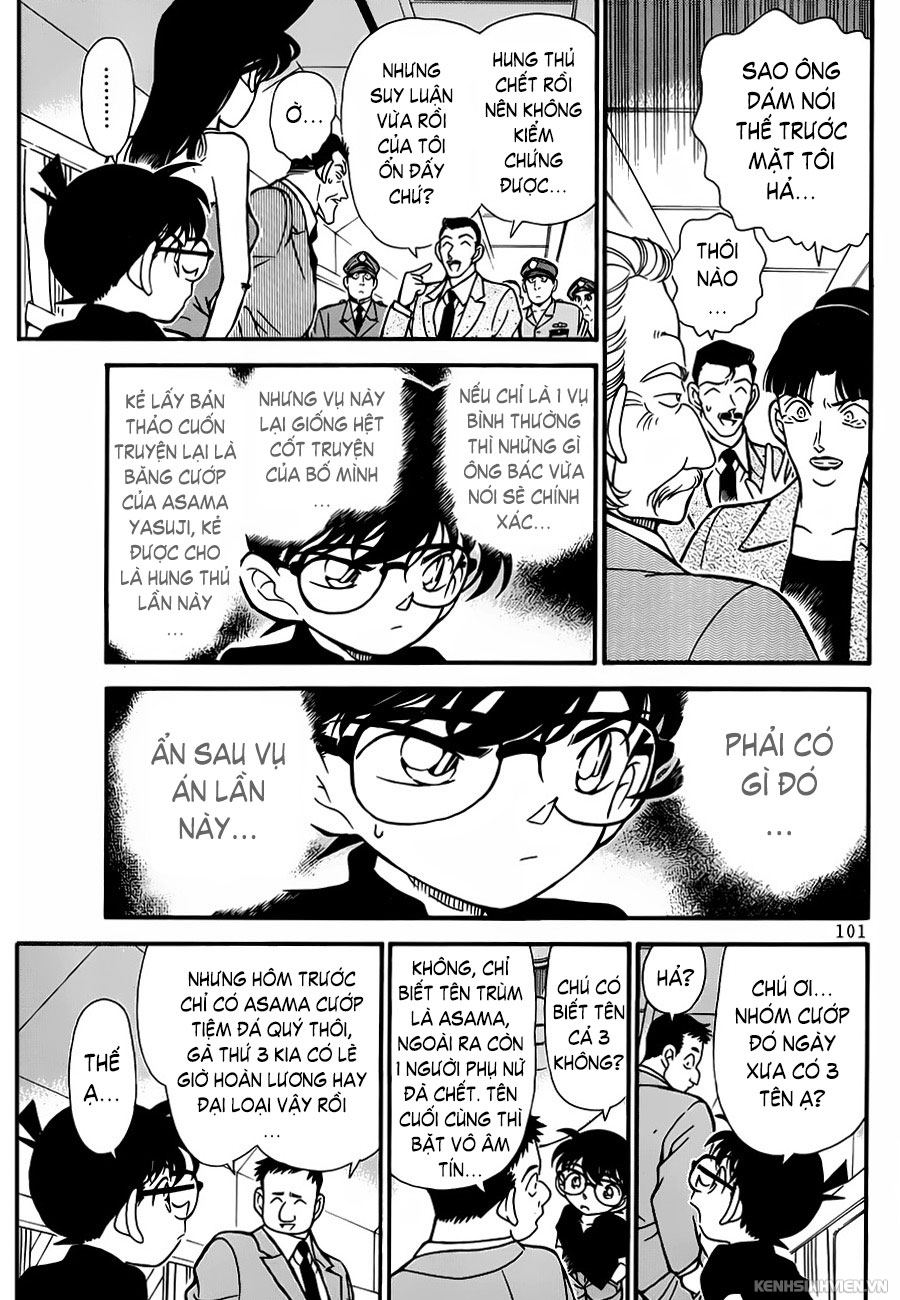 SAO ÔNG
DÁM NÓI
THẾ TRƯỚC
MẶT TÔI
HẢ...
THÔI
NÀO
...
HUNG THỦ
CHẾT RỒI
NÊN KHÔNG
KIỂM
CHỨNG
ĐƯỢC...
NHƯNG
SUY LUẬN
VỪA RỒI
CỦA TÔI
ỔN ĐẤY
CHỨ?
Ờ...
........
NẾU CHỈ LÀ 1 VỤ
BÌNH THƯỜNG
THÌ NHỮNG GÌ
ÔNG BÁC VỪA
NÓI SẼ CHÍNH
XÁC...
NHƯNG VỤ NÀY
LẠI GIỐNG HỆT
CỐT TRUYỆN
CỦA BỐ MÌNH
...
KẺ LẤY BẢN
THẢO CUỐN
TRUYỆN LẠI LÀ
BĂNG CƯỚP
CỦA ASAMA
YASUJI, KẺ
ĐƯỢC CHO
LÀ HUNG THỦ
LẦN NÀY
...
PHẢI CÓ
GÌ ĐÓ
...
ẨN SAU VỤ
ÁN LẦN
NÀY...
101
CHÚ ƠI...
NHÓM CƯỚP
ĐÓ NGÀY
XƯA CÓ 3
TÊN Ạ?
HẢ?
CHÚ CÓ
BIẾT TÊN
CẢ 3
KHÔNG?
KHÔNG, CHỈ
BIẾT TÊN TRÙM
LÀ ASAMA,
NGOÀI RA CÒN
1 NGƯỜI PHỤ NỮ
ĐÃ CHẾT. TÊN
CUỐI CÙNG THÌ
BẶT VÔ ÂM
TÍN...
NHƯNG HÔM TRƯỚC
CHỈ CÓ ASAMA CƯỚP
TIỆM ĐÁ QUÝ THÔI,
GÃ THỨ 3 KIA CÓ LẼ
GIỜ HOÀN LƯƠNG HAY
ĐẠI LOẠI VẬY RỒI
...
THẾ
Ạ...
KENHSINHVIEN.VN